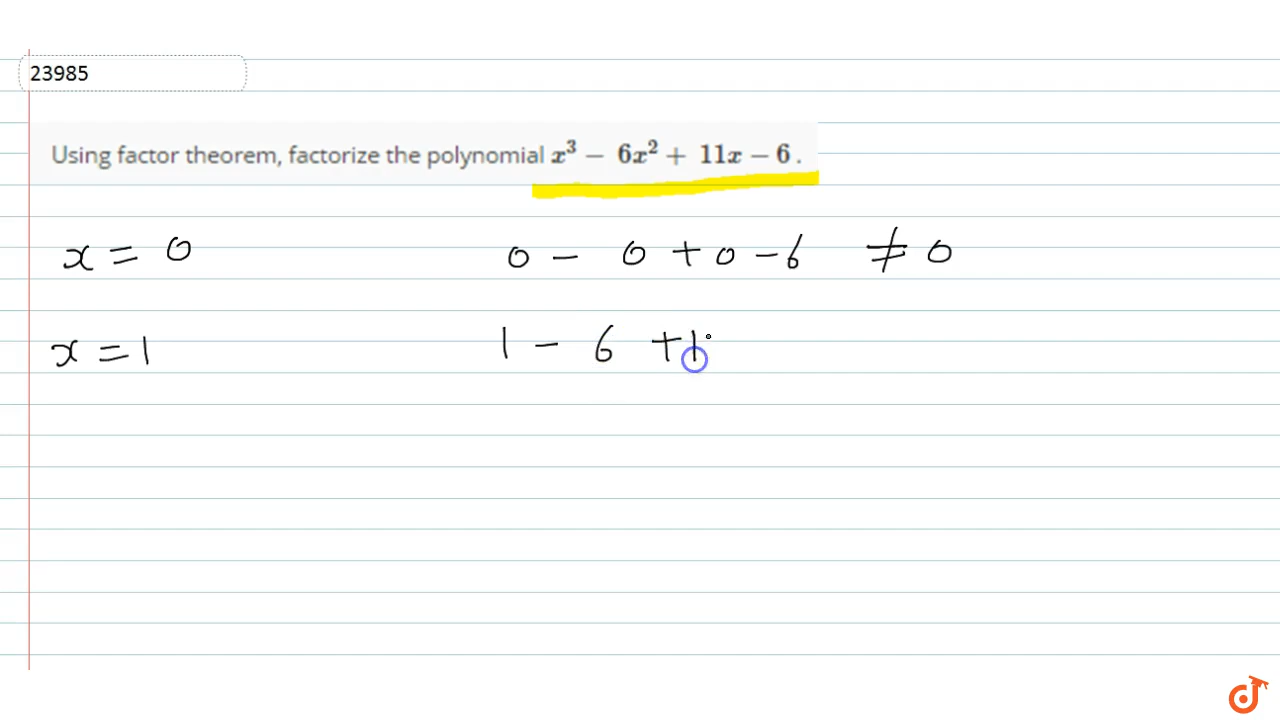 23985
Using factor theorem, factorize the polynomial x³ − 6x² + 11x − 6 .
x = 0 0 − 0 + 0 − 6 ≠ 0
x = 1 1 − 6 + 1